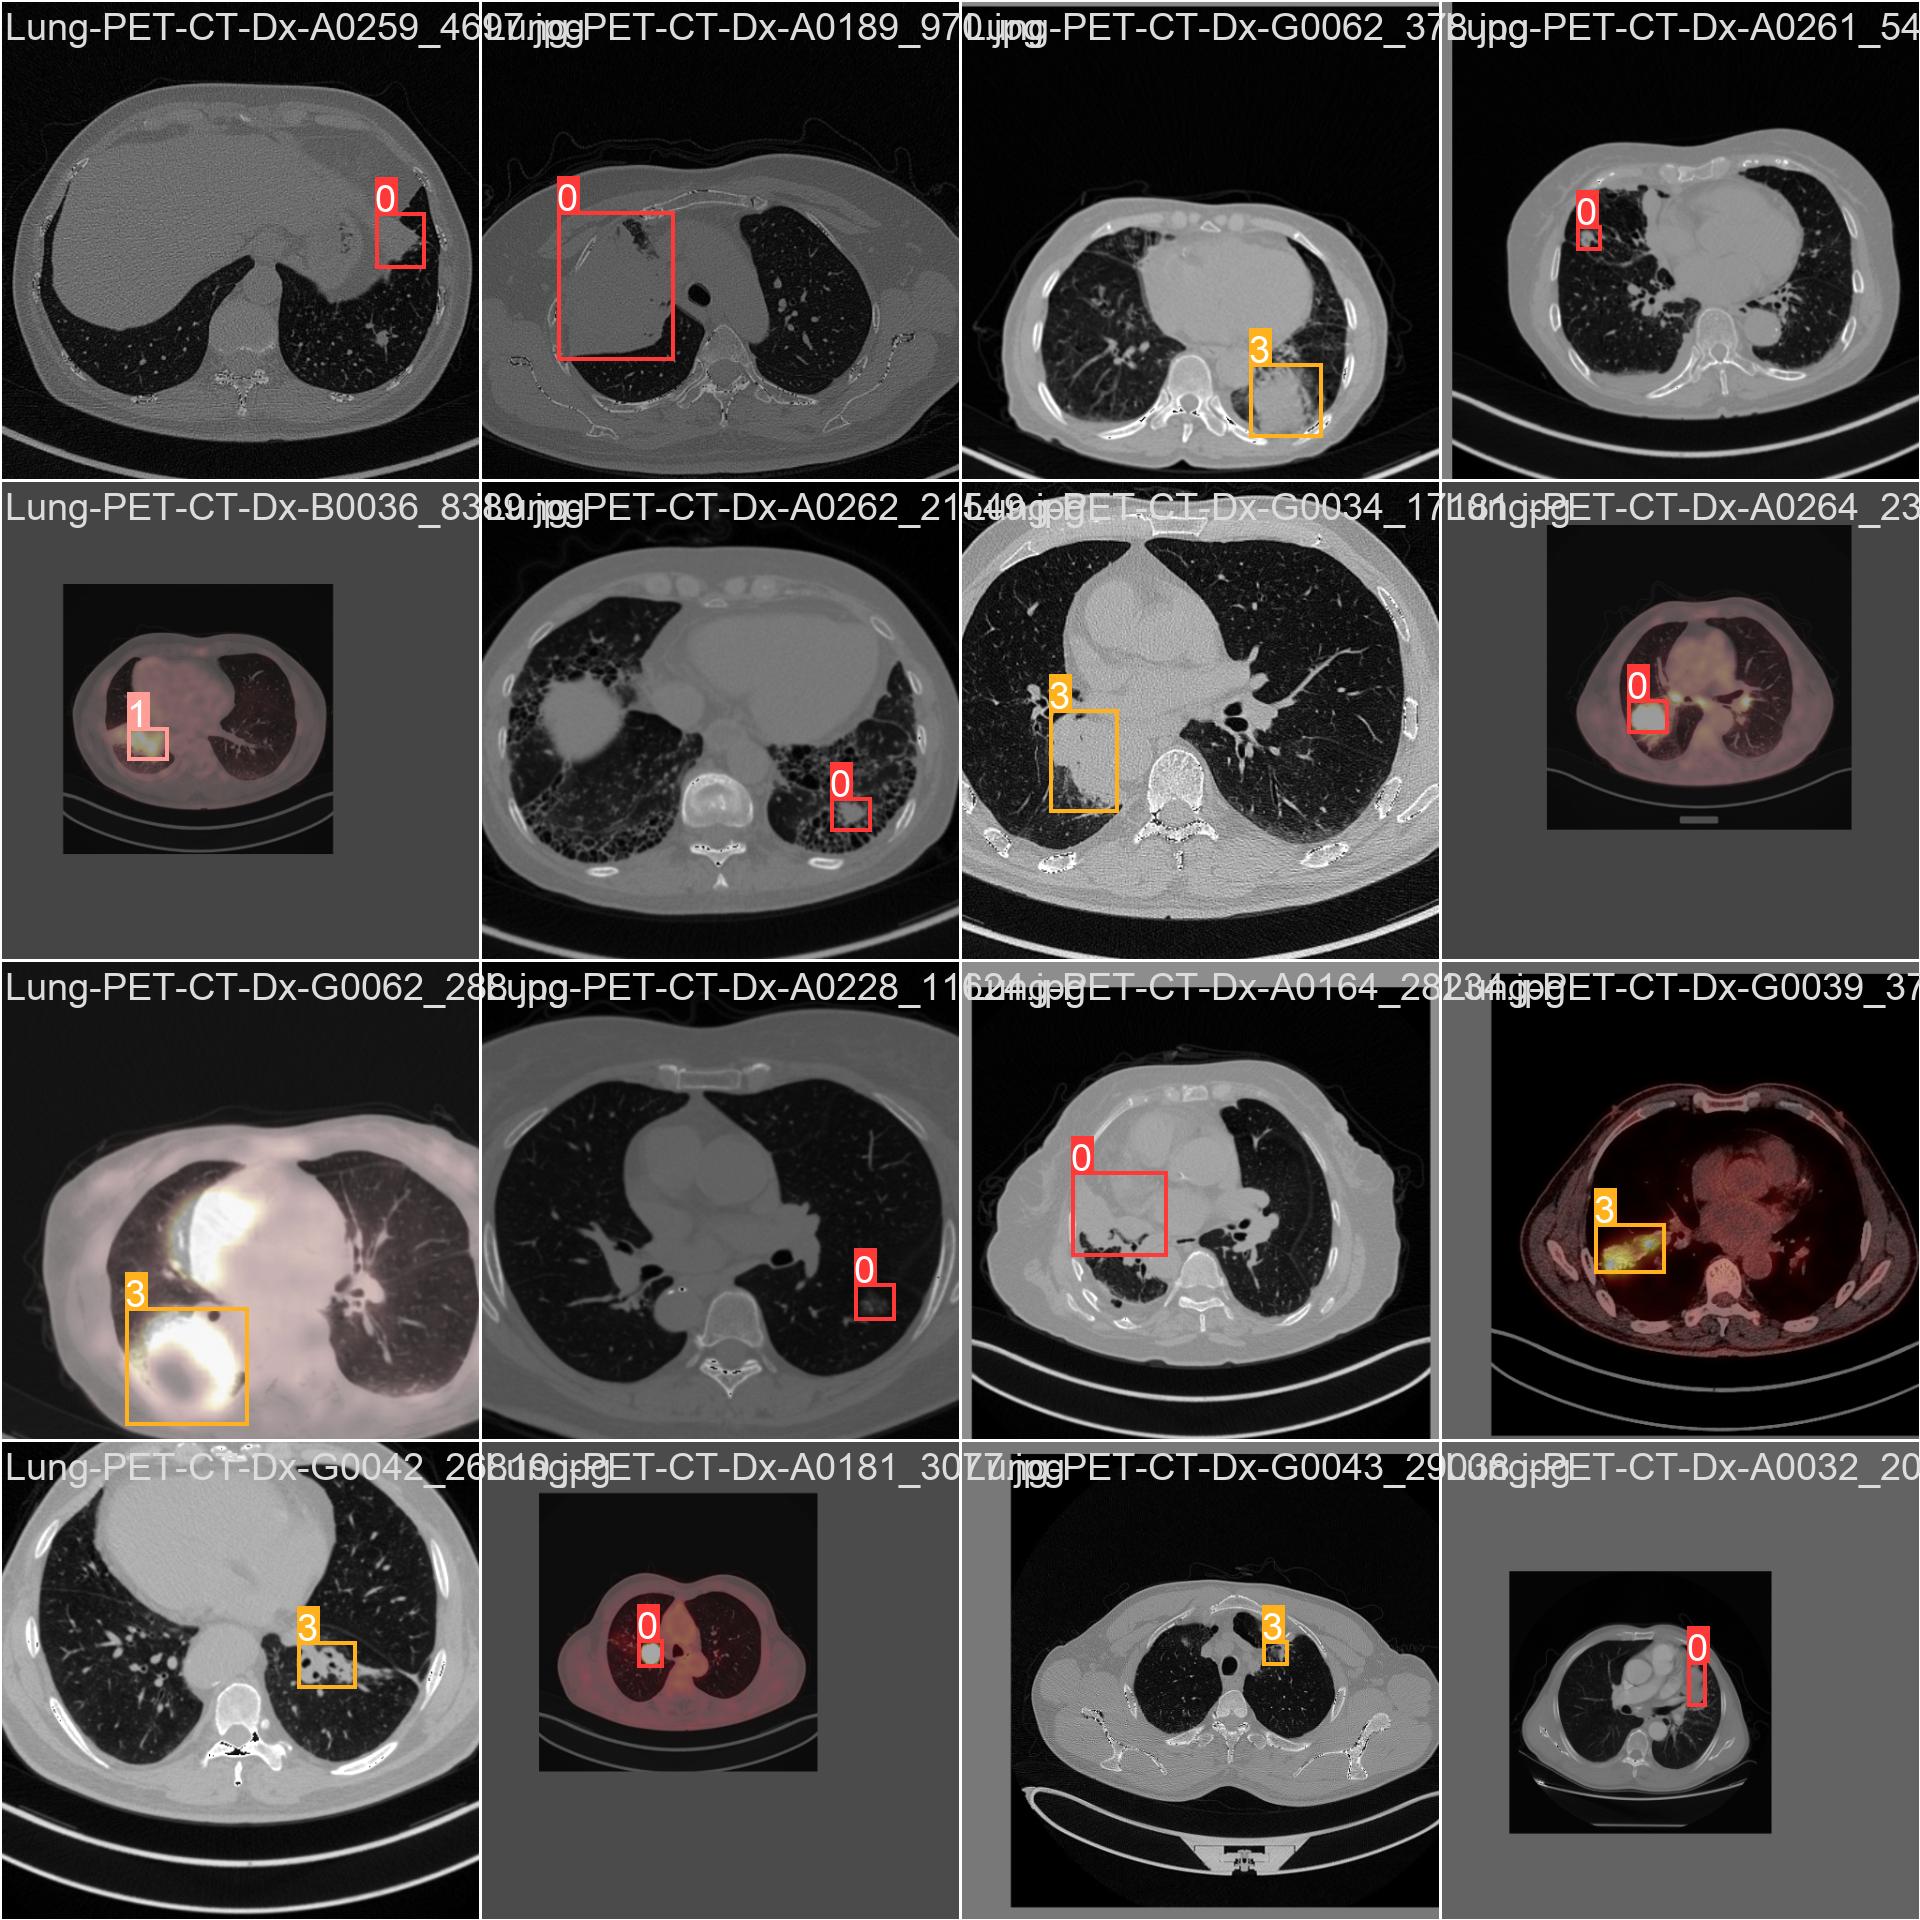 Lung-PET-CT-Dx-A0259_4697.jpg
Lung-PET-CT-Dx-A0189_970.jpg
Lung-PET-CT-Dx-G0062_378.jpg
Lung-PET-CT-Dx-A0261_54
0
0
3
0
Lung-PET-CT-Dx-B0036_8389.jpg
Lung-PET-CT-Dx-A0262_21549.jpg
Lung-PET-CT-Dx-G0034_17181.jpg
Lung-PET-CT-Dx-A0264_23
1
0
3
0
Lung-PET-CT-Dx-G0062_288.jpg
Lung-PET-CT-Dx-A0228_11624.jpg
Lung-PET-CT-Dx-A0164_28234.jpg
Lung-PET-CT-Dx-G0039_37
3
0
0
3
Lung-PET-CT-Dx-G0042_26819.jpg
Lung-PET-CT-Dx-A0181_3077.jpg
Lung-PET-CT-Dx-G0043_29038.jpg
Lung-PET-CT-Dx-A0032_20
3
0
3
0